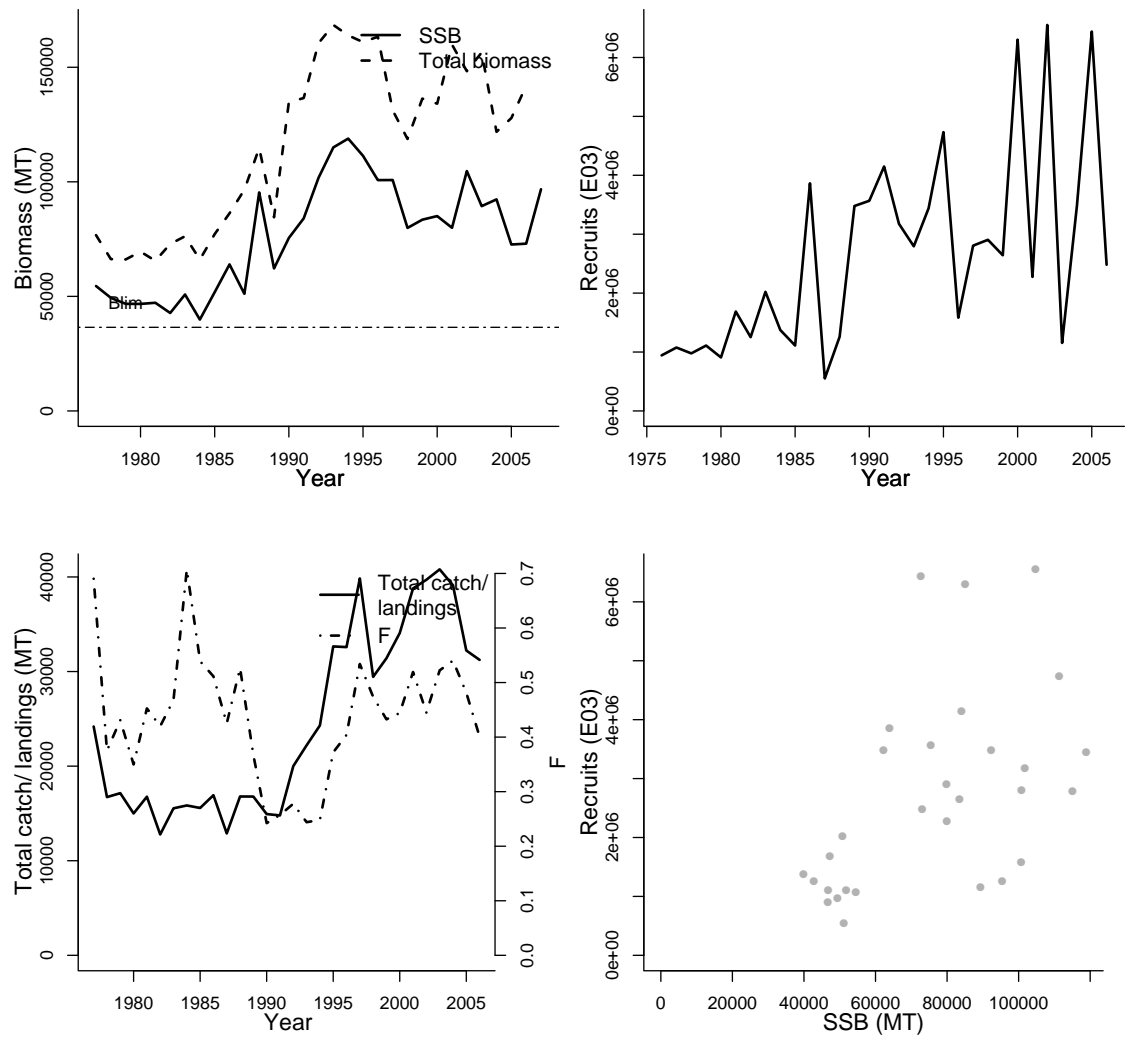 SSB
Total biomass
Blim
Biomass (MT)
0
50000
100000
150000
1980 1985 1990 1995 2000 2005
Year
Recruits (E03)
0e+00
2e+06
4e+06
6e+06
1975 1980 1985 1990 1995 2000 2005
Year
Total catch/
landings
F
Total catch/ landings (MT)
0
10000
20000
30000
40000
F
0.0
0.1
0.2
0.3
0.4
0.5
0.6
0.7
1980 1985 1990 1995 2000 2005
Year
Recruits (E03)
0e+00
2e+06
4e+06
6e+06
0 20000 40000 60000 80000 100000
SSB (MT)